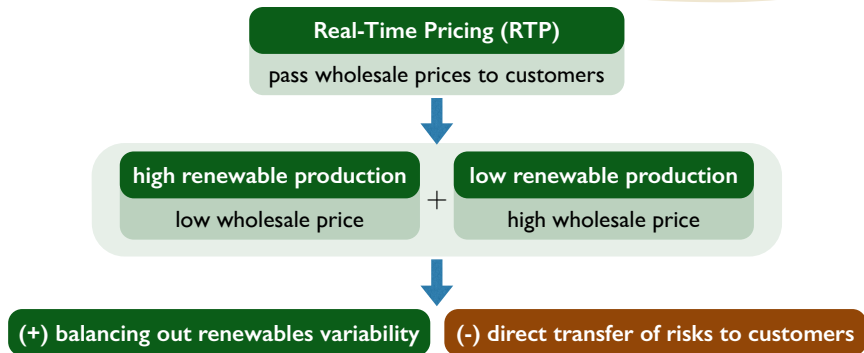 Real-Time Pricing (RTP)
pass wholesale prices to customers
high renewable production
low wholesale price
+
low renewable production
high wholesale price
(+) balancing out renewables variability
(-) direct transfer of risks to customers